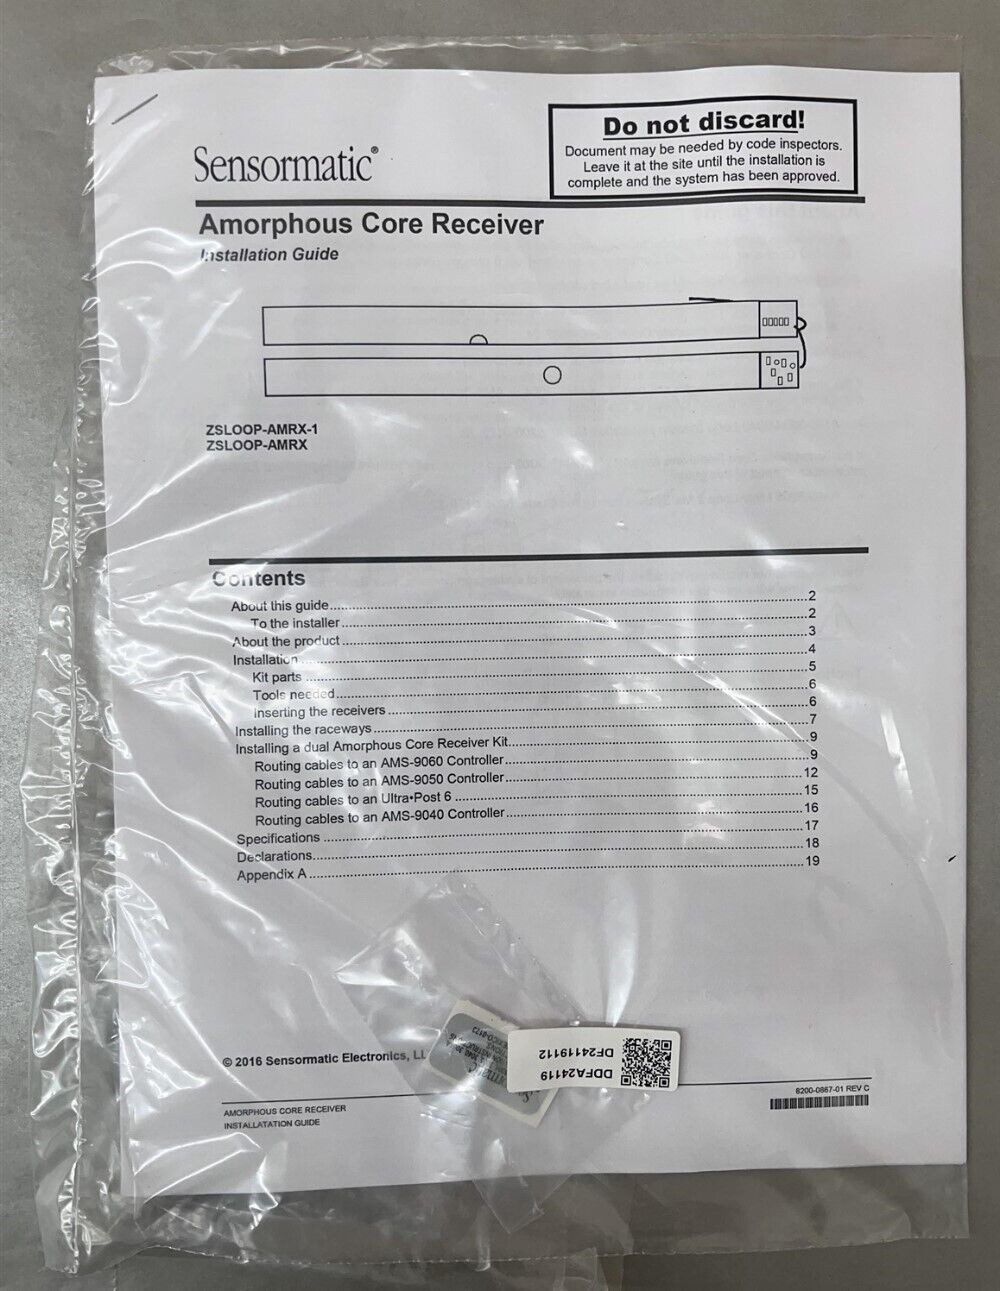 Sensormatic®
Do not discard!
Document may be needed by code inspectors.
Leave it at the site until the installation is
complete and the system has been approved.
Amorphous Core Receiver
Installation Guide
ZSLOOP-AMRX-1
ZSLOOP-AMRX
Contents
About this guide 2
To the installer 2
About the product 3
Installation 4
Kit parts 5
Tools needed 6
Inserting the receivers 6
Installing the raceways 7
Installing a dual Amorphous Core Receiver Kit 9
Routing cables to an AMS-9060 Controller 9
Routing cables to an AMS-9050 Controller 12
Routing cables to an Ultra•Post 6 15
Routing cables to an AMS-9040 Controller 16
Specifications 17
Declarations 18
Appendix A 19
© 2016 Sensormatic Electronics, LL
DDFA24119
DF24119112
AMORPHOUS CORE RECEIVER
INSTALLATATION GUIDE
8200-0867-01 REV C